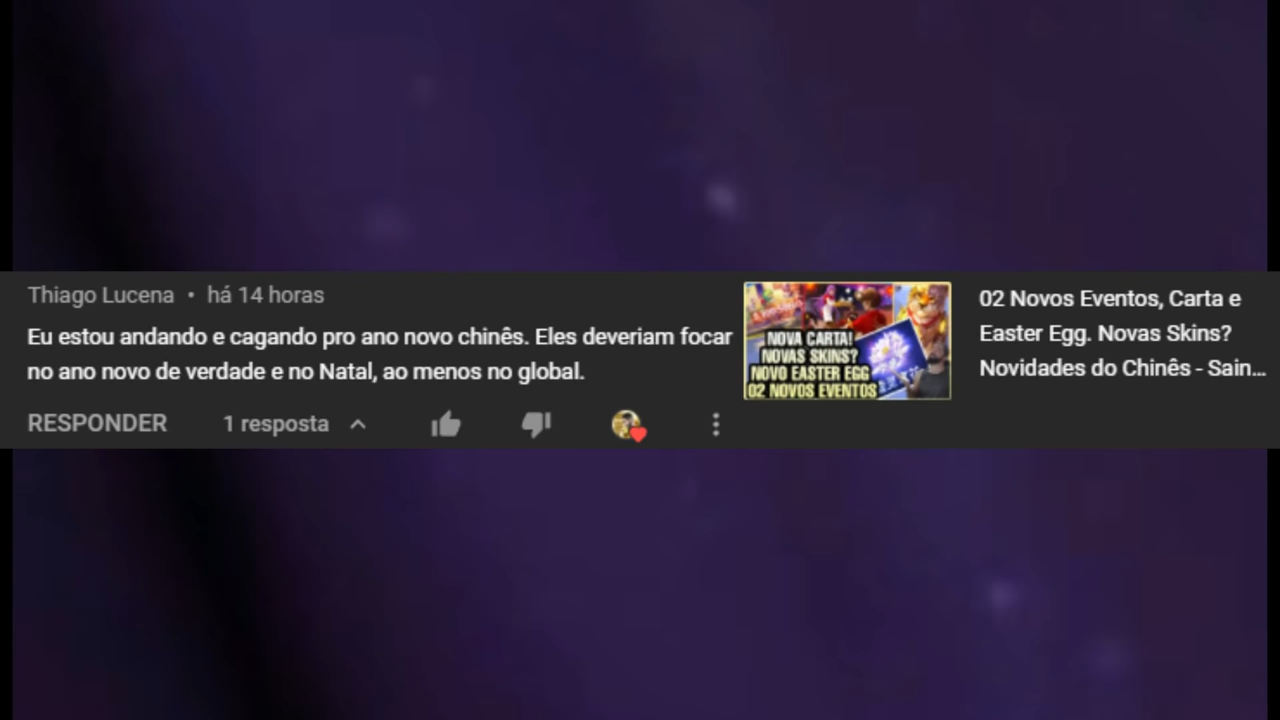 Thiago Lucena • há 14 horas
Eu estou andando e cagando pro ano novo chinês. Eles deveriam focar
no ano novo de verdade e no Natal, ao menos no global.
RESPONDER 1 resposta
NOVA CARTA!
NOVAS SKINS?
NOVO EASTER EGG
02 NOVOS EVENTOS
02 Novos Eventos, Carta e
Easter Egg. Novas Skins?
Novidades do Chinês - Sain...